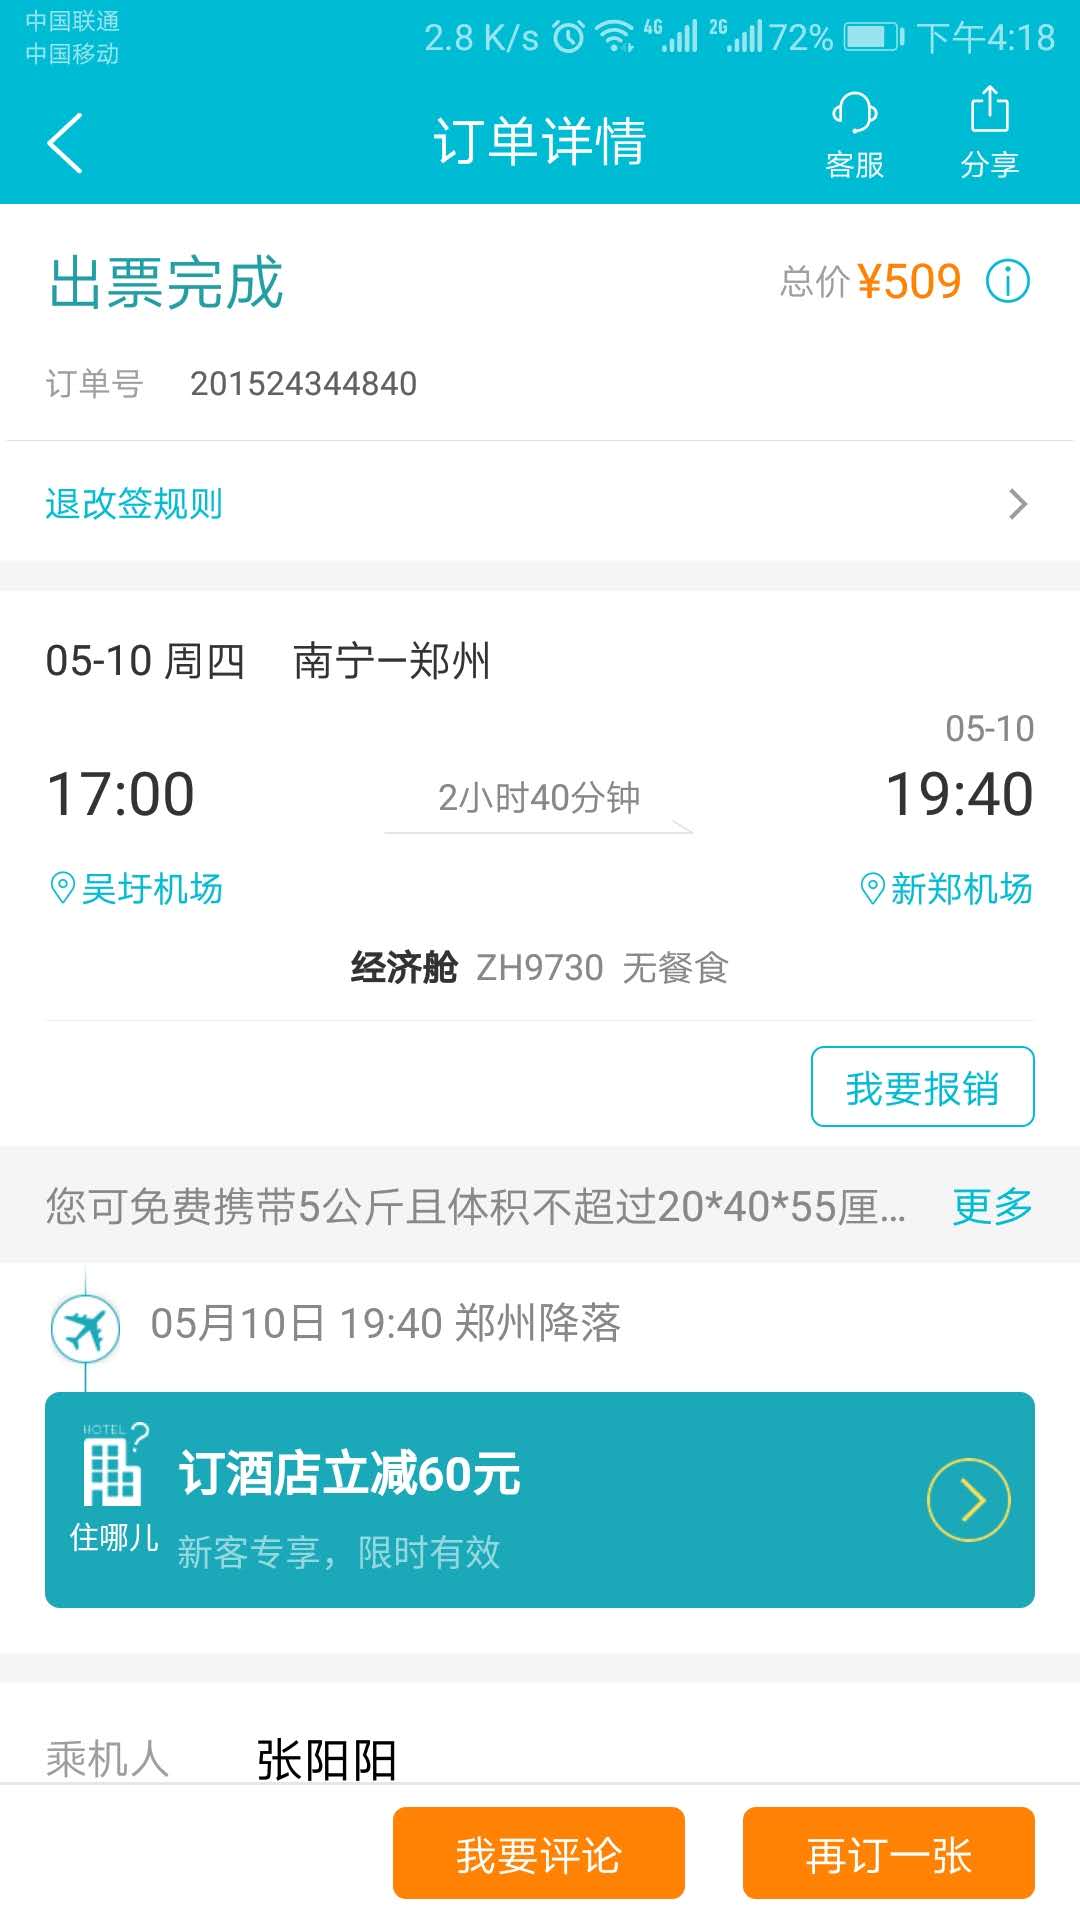 中国联通
中国移动
2.8 K/s 4G 2G 72% 下午4:18
订单详情
客服 分享
出票完成 总价¥509
订单号 201524344840
退改签规则
05-10 周四 南宁—郑州
05-10
17:00 2小时40分钟 19:40
吴圩机场 新郑机场
经济舱 ZH9730 无餐食
我要报销
您可免费携带5公斤且体积不超过20*40*55厘... 更多
05月10日 19:40 郑州降落
HOTEL ?
订酒店立减60元
住哪儿
新客专享，限时有效
乘机人 张阳阳
我要评论 再订一张